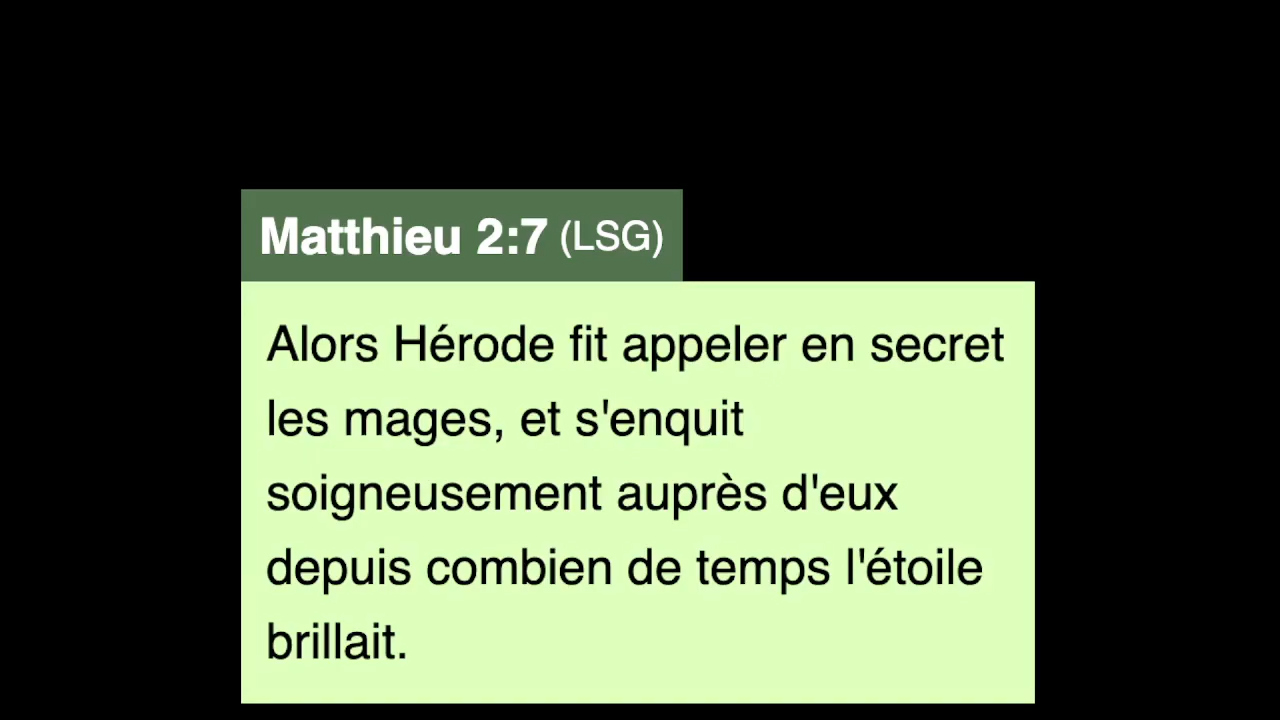 Matthieu 2:7 (LSG)
Alors Hérode fit appeler en secret
les mages, et s'enquit
soigneusement auprès d'eux
depuis combien de temps l'étoile
brillait.